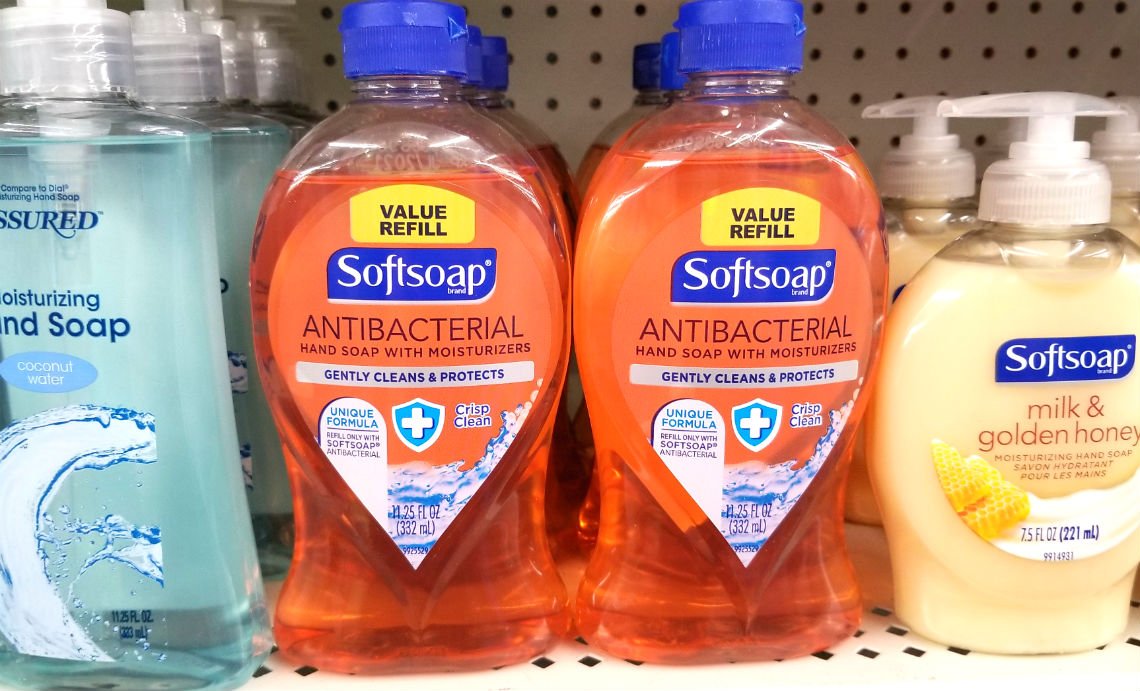 Compare to Dial®
Hand Soap
nd Soap
coconut
water
11.25 FL OZ.
(333 mL)
VALUE
REFILL
Softsoap®
brand
ANTIBACTERIAL
HAND SOAP WITH MOISTURIZERS
GENTLY CLEANS & PROTECTS
UNIQUE
FORMULA
REFILL ONLY WITH
SOFTSOAP®
ANTIBACTERIAL
Crisp
Clean
11.25 FL OZ
(332 mL)
VALUE
REFILL
Softsoap®
brand
ANTIBACTERIAL
HAND SOAP WITH MOISTURIZERS
GENTLY CLEANS & PROTECTS
UNIQUE
FORMULA
REFILL ONLY WITH
SOFTSOAP®
ANTIBACTERIAL
Crisp
Clean
11.25 FL OZ
(332 mL)
Softsoap®
brand
milk &
golden honey
MOISTURIZING HAND SOAP
SAVON HYDRATANT
POUR LES MAINS
7.5 FL OZ (221 mL)
9914931